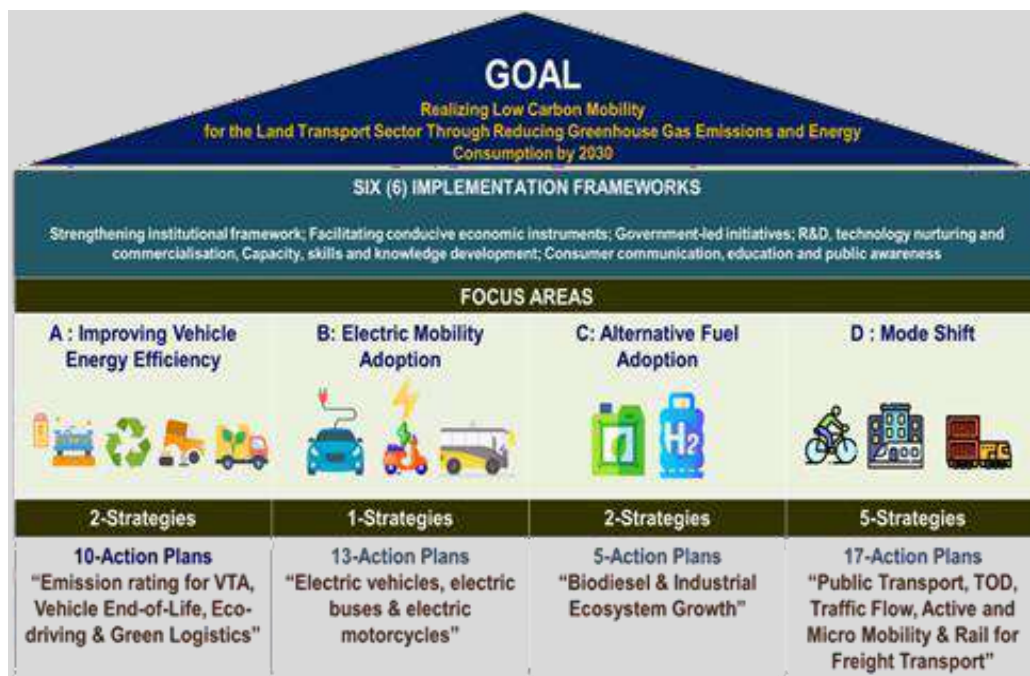 GOAL
Realizing Low Carbon Mobility
for the Land Transport Sector Through Reducing Greenhouse Gas Emissions and Energy
Consumption by 2030
SIX (6) IMPLEMENTATION FRAMEWORKS
Strengthening institutional framework; Facilitating conducive economic instruments; Government-led initiatives; R&D, technology nurturing and
commercialisation, Capacity, skills and knowledge development; Consumer communication, education and public awareness
FOCUS AREAS
A : Improving Vehicle
Energy Efficiency
B: Electric Mobility
Adoption
C: Alternative Fuel
Adoption
D : Mode Shift
H2
2-Strategies
1-Strategies
2-Strategies
5-Strategies
10-Action Plans
“Emission rating for VTA,
Vehicle End-of-Life, Eco-
driving & Green Logistics”
13-Action Plans
“Electric vehicles, electric
buses & electric
motorcycles”
5-Action Plans
“Biodiesel & Industrial
Ecosystem Growth”
17-Action Plans
“Public Transport, TOD,
Traffic Flow, Active and
Micro Mobility & Rail for
Freight Transport”